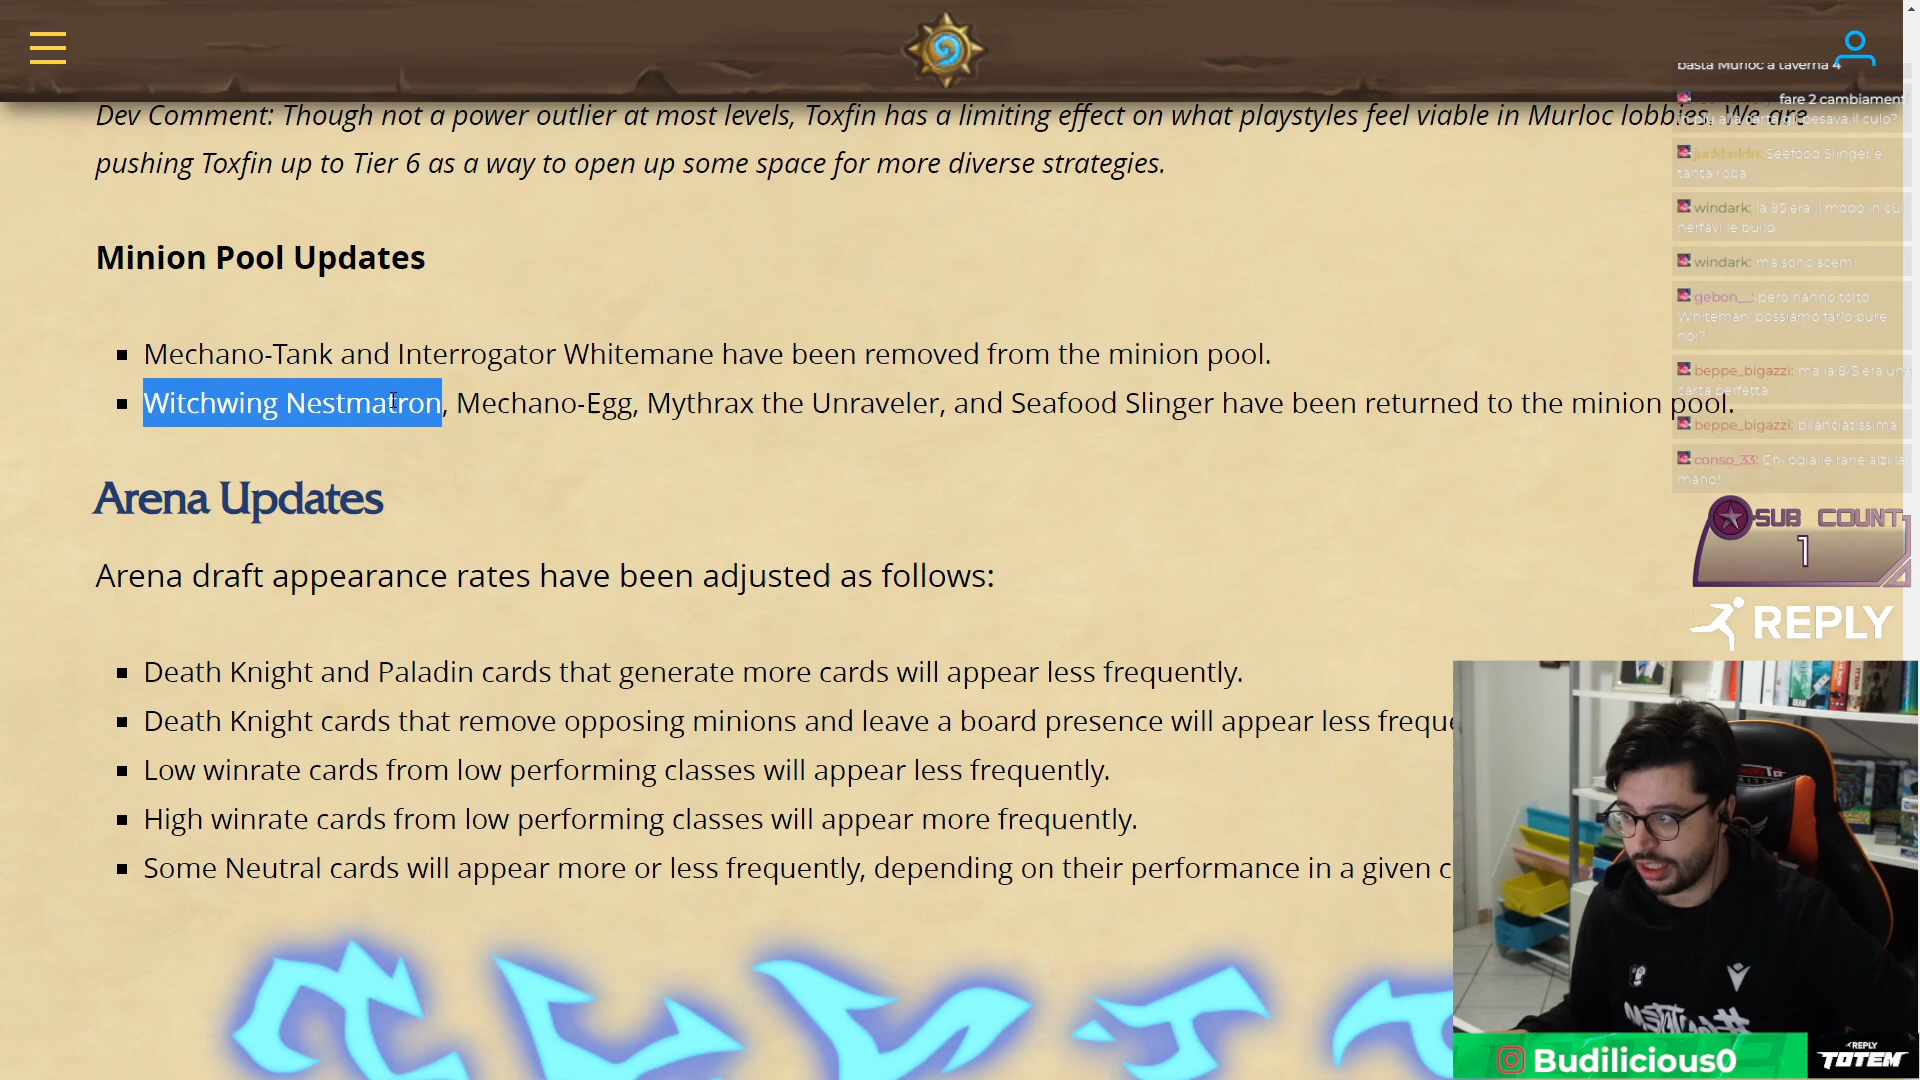 Dev Comment: Though not a power outlier at most levels, Toxfin has a limiting effect on what playstyles feel viable in Murloc lobbies. We are
pushing Toxfin up to Tier 6 as a way to open up some space for more diverse strategies.
Minion Pool Updates
Mechano-Tank and Interrogator Whitemane have been removed from the minion pool.
Witchwing Nestmatron, Mechano-Egg, Mythrax the Unraveler, and Seafood Slinger have been returned to the minion pool.
Arena Updates
Arena draft appearance rates have been adjusted as follows:
Death Knight and Paladin cards that generate more cards will appear less frequently.
Death Knight cards that remove opposing minions and leave a board presence will appear less freque
Low winrate cards from low performing classes will appear less frequently.
High winrate cards from low performing classes will appear more frequently.
Some Neutral cards will appear more or less frequently, depending on their performance in a given c
basta Murloc a taverna 4
fare 2 cambiament
pesava il culo?
Seefood Slinger e
tanta roba
windark: la 85 era il modo in cui
nerfavi le build
windark: ma sono scemi
gebon__: pero hanno tolto
Whiteman, possiamo farlo pure
noi?
beppe_bigazzi: ma la 8/5 era una
carta perfetta
beppe_bigazzi: bilanciatissima
conso_33: Chi odia le rane alzi la
mano!
SUB COUNT
1
REPLY
Budilicious0
REPLY
TOTEM